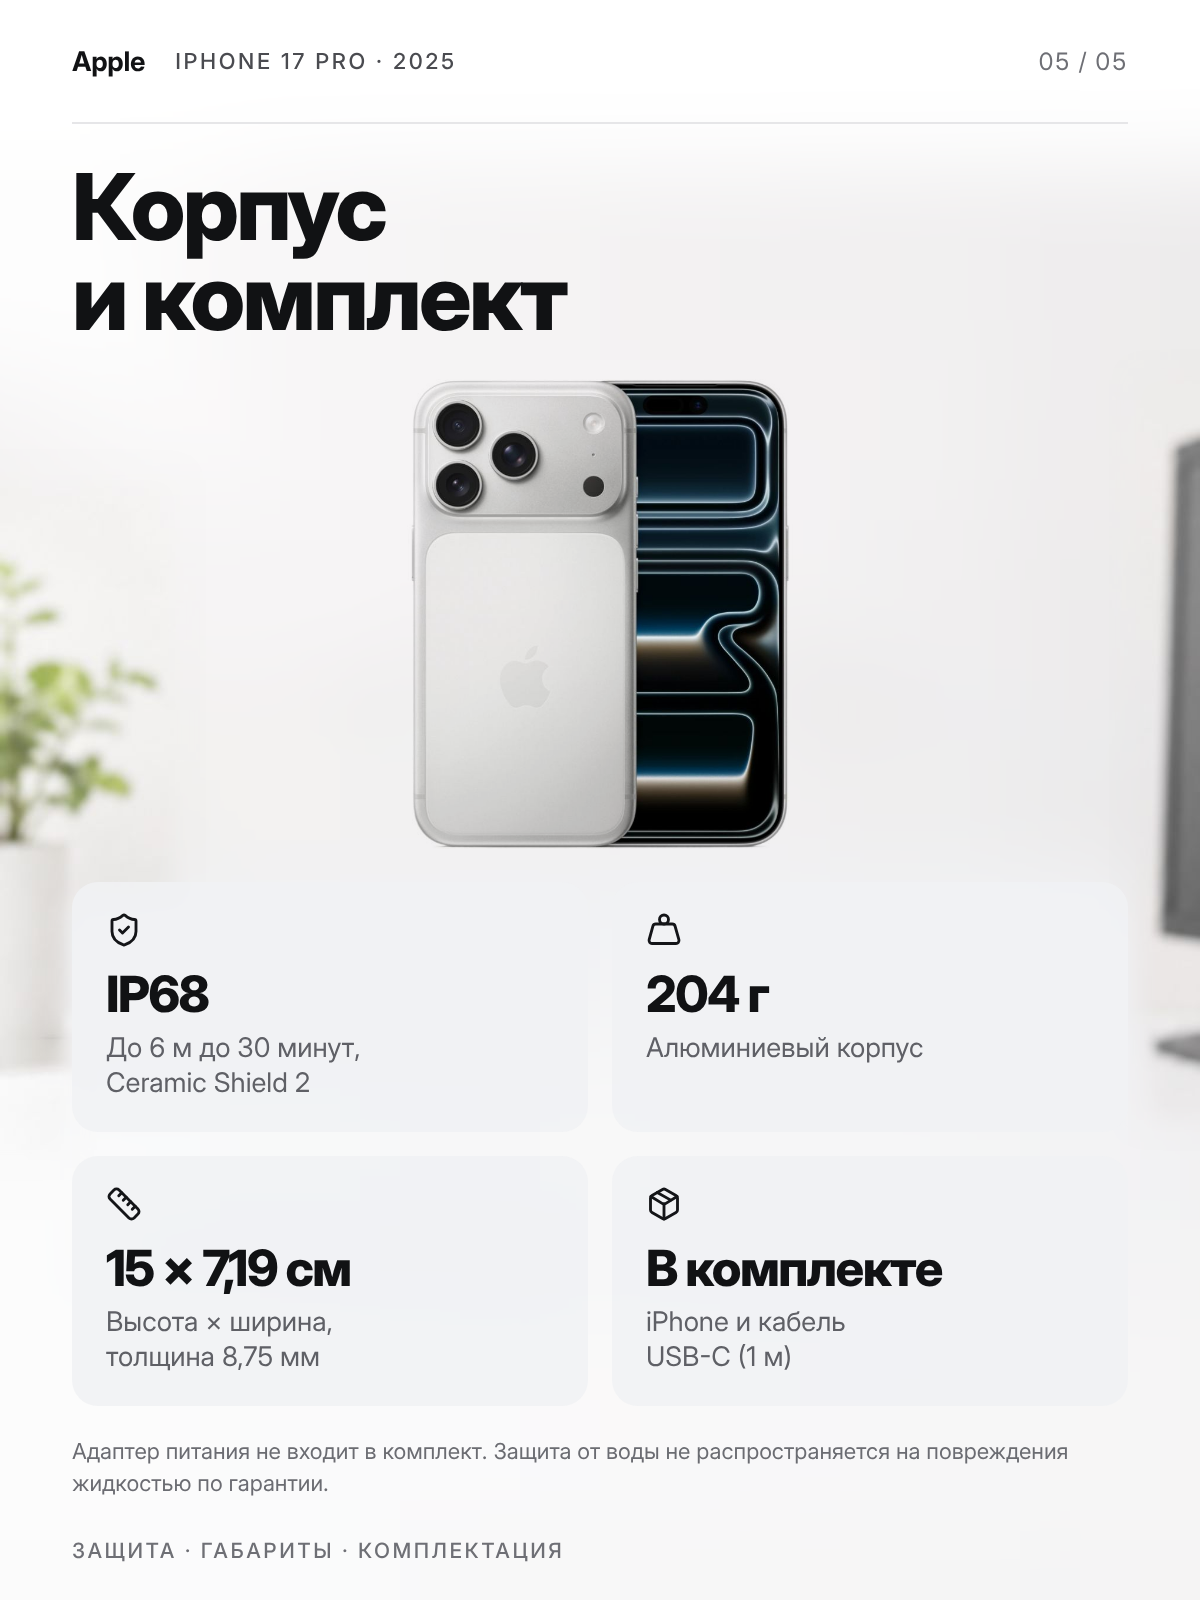 Apple IPHONE 17 PRO · 2025
05 / 05
Корпус
и комплект
IP68
До 6 м до 30 минут,
Ceramic Shield 2
204 г
Алюминиевый корпус
15 × 7,19 см
Высота × ширина,
толщина 8,75 мм
В комплекте
iPhone и кабель
USB-C (1 м)
Адаптер питания не входит в комплект. Защита от воды не распространяется на повреждения
жидкостью по гарантии.
ЗАЩИТА · ГАБАРИТЫ · КОМПЛЕКТАЦИЯ